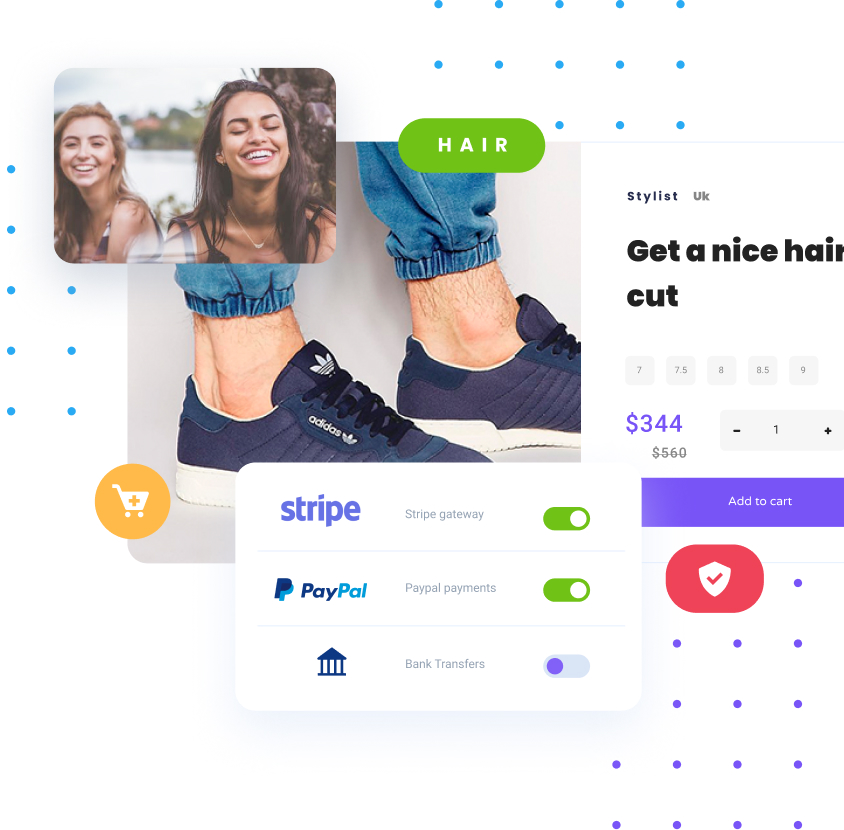 HAIR
Stylist Uk
Get a nice hair
cut
7 7.5 8 8.5 9
$344
- 1 +
$560
Add to cart
adidas
stripe Stripe gateway
PayPal Paypal payments
Bank Transfers